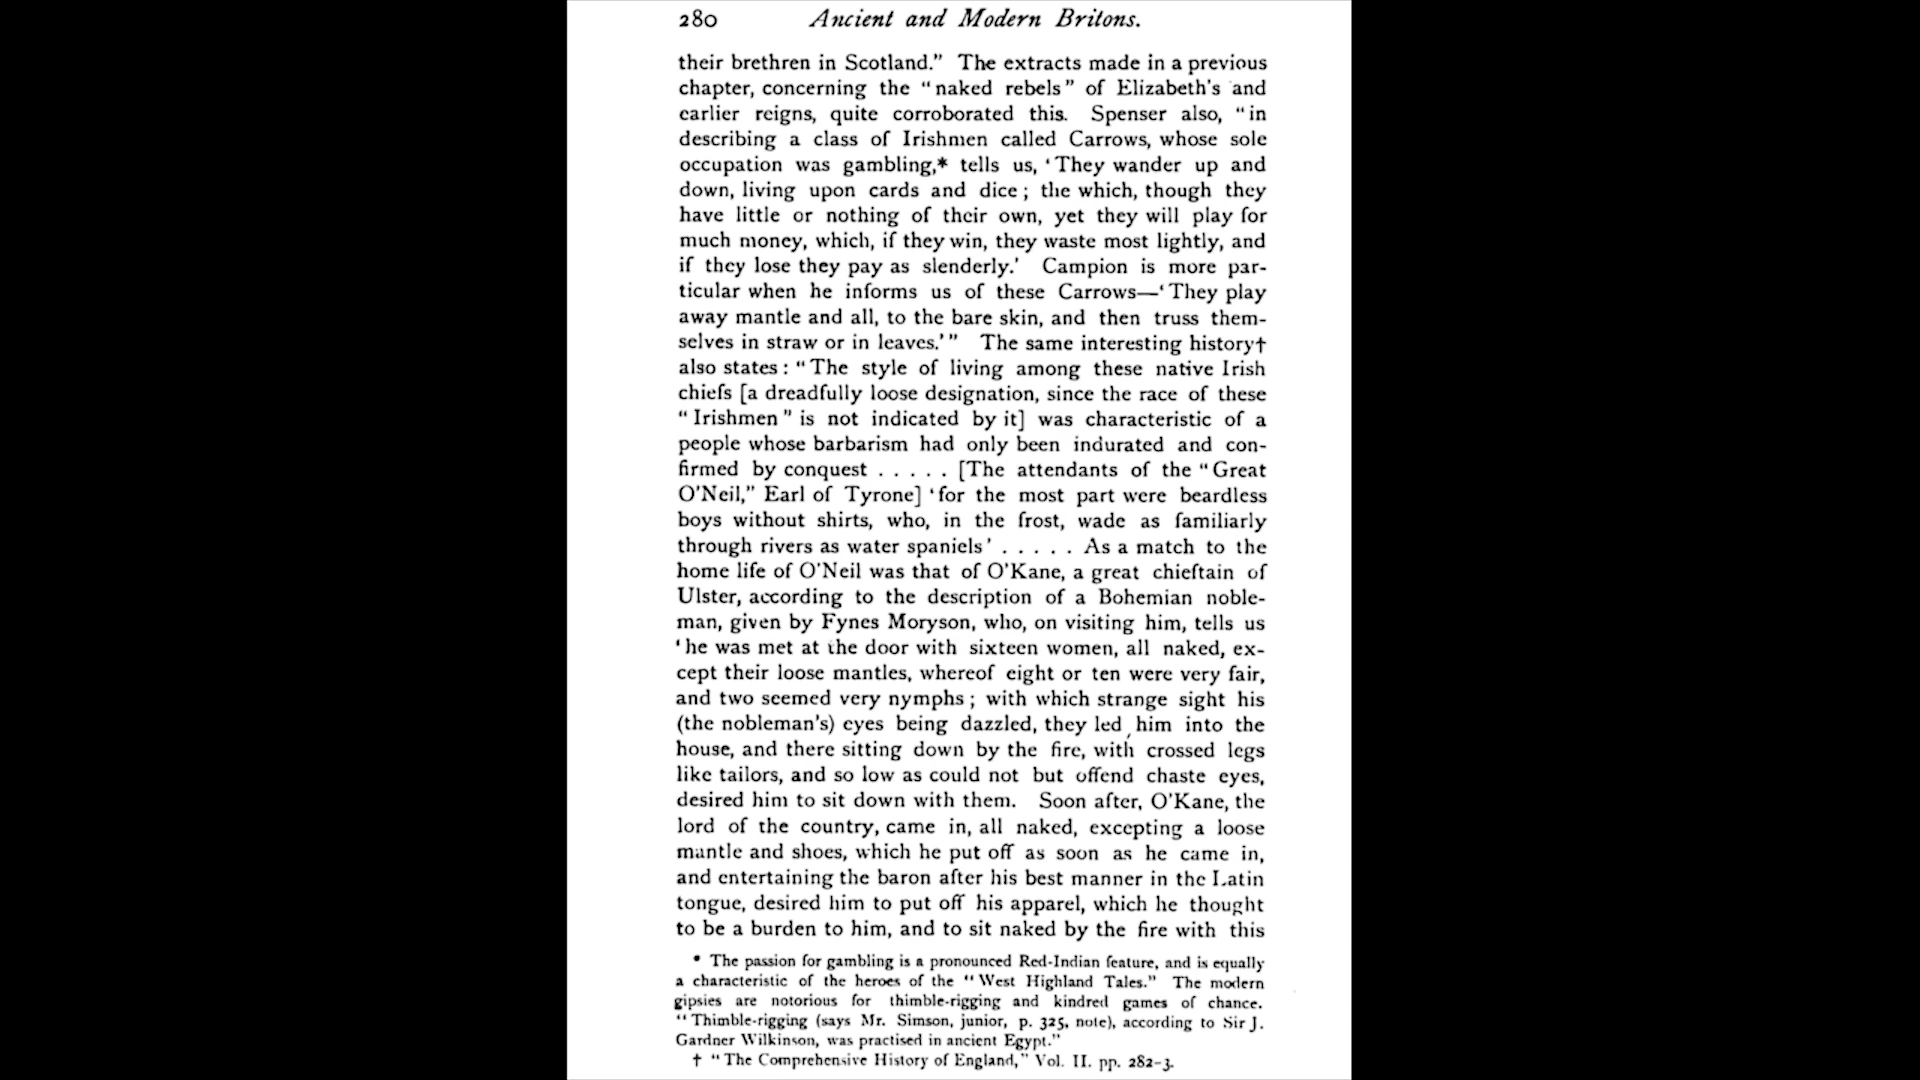 280 Ancient and Modern Britons.
their brethren in Scotland.” The extracts made in a previous
chapter, concerning the “naked rebels” of Elizabeth's and
earlier reigns, quite corroborated this. Spenser also, “in
describing a class of Irishmen called Carrows, whose sole
occupation was gambling,* tells us, ‘They wander up and
down, living upon cards and dice; the which, though they
have little or nothing of their own, yet they will play for
much money, which, if they win, they waste most lightly, and
if they lose they pay as slenderly.’ Campion is more par-
ticular when he informs us of these Carrows—‘They play
away mantle and all, to the bare skin, and then truss them-
selves in straw or in leaves.’” The same interesting history†
also states: “The style of living among these native Irish
chiefs [a dreadfully loose designation, since the race of these
“Irishmen” is not indicated by it] was characteristic of a
people whose barbarism had only been indurated and con-
firmed by conquest . . . . . [The attendants of the “Great
O'Neil,” Earl of Tyrone] ‘for the most part were beardless
boys without shirts, who, in the frost, wade as familiarly
through rivers as water spaniels’ . . . . . As a match to the
home life of O'Neil was that of O'Kane, a great chieftain of
Ulster, according to the description of a Bohemian noble-
man, given by Fynes Moryson, who, on visiting him, tells us
‘he was met at the door with sixteen women, all naked, ex-
cept their loose mantles, whereof eight or ten were very fair,
and two seemed very nymphs; with which strange sight his
(the nobleman's) eyes being dazzled, they led him into the
house, and there sitting down by the fire, with crossed legs
like tailors, and so low as could not but offend chaste eyes,
desired him to sit down with them. Soon after, O'Kane, the
lord of the country, came in, all naked, excepting a loose
mantle and shoes, which he put off as soon as he came in,
and entertaining the baron after his best manner in the Latin
tongue, desired him to put off his apparel, which he thought
to be a burden to him, and to sit naked by the fire with this
* The passion for gambling is a pronounced Red-Indian feature, and is equally
a characteristic of the heroes of the “West Highland Tales.” The modern
gipsies are notorious for thimble-rigging and kindred games of chance.
“Thimble-rigging (says Mr. Simson, junior, p. 325, note), according to Sir J.
Gardner Wilkinson, was practised in ancient Egypt.”
† “The Comprehensive History of England,” Vol. II. pp. 282-3.